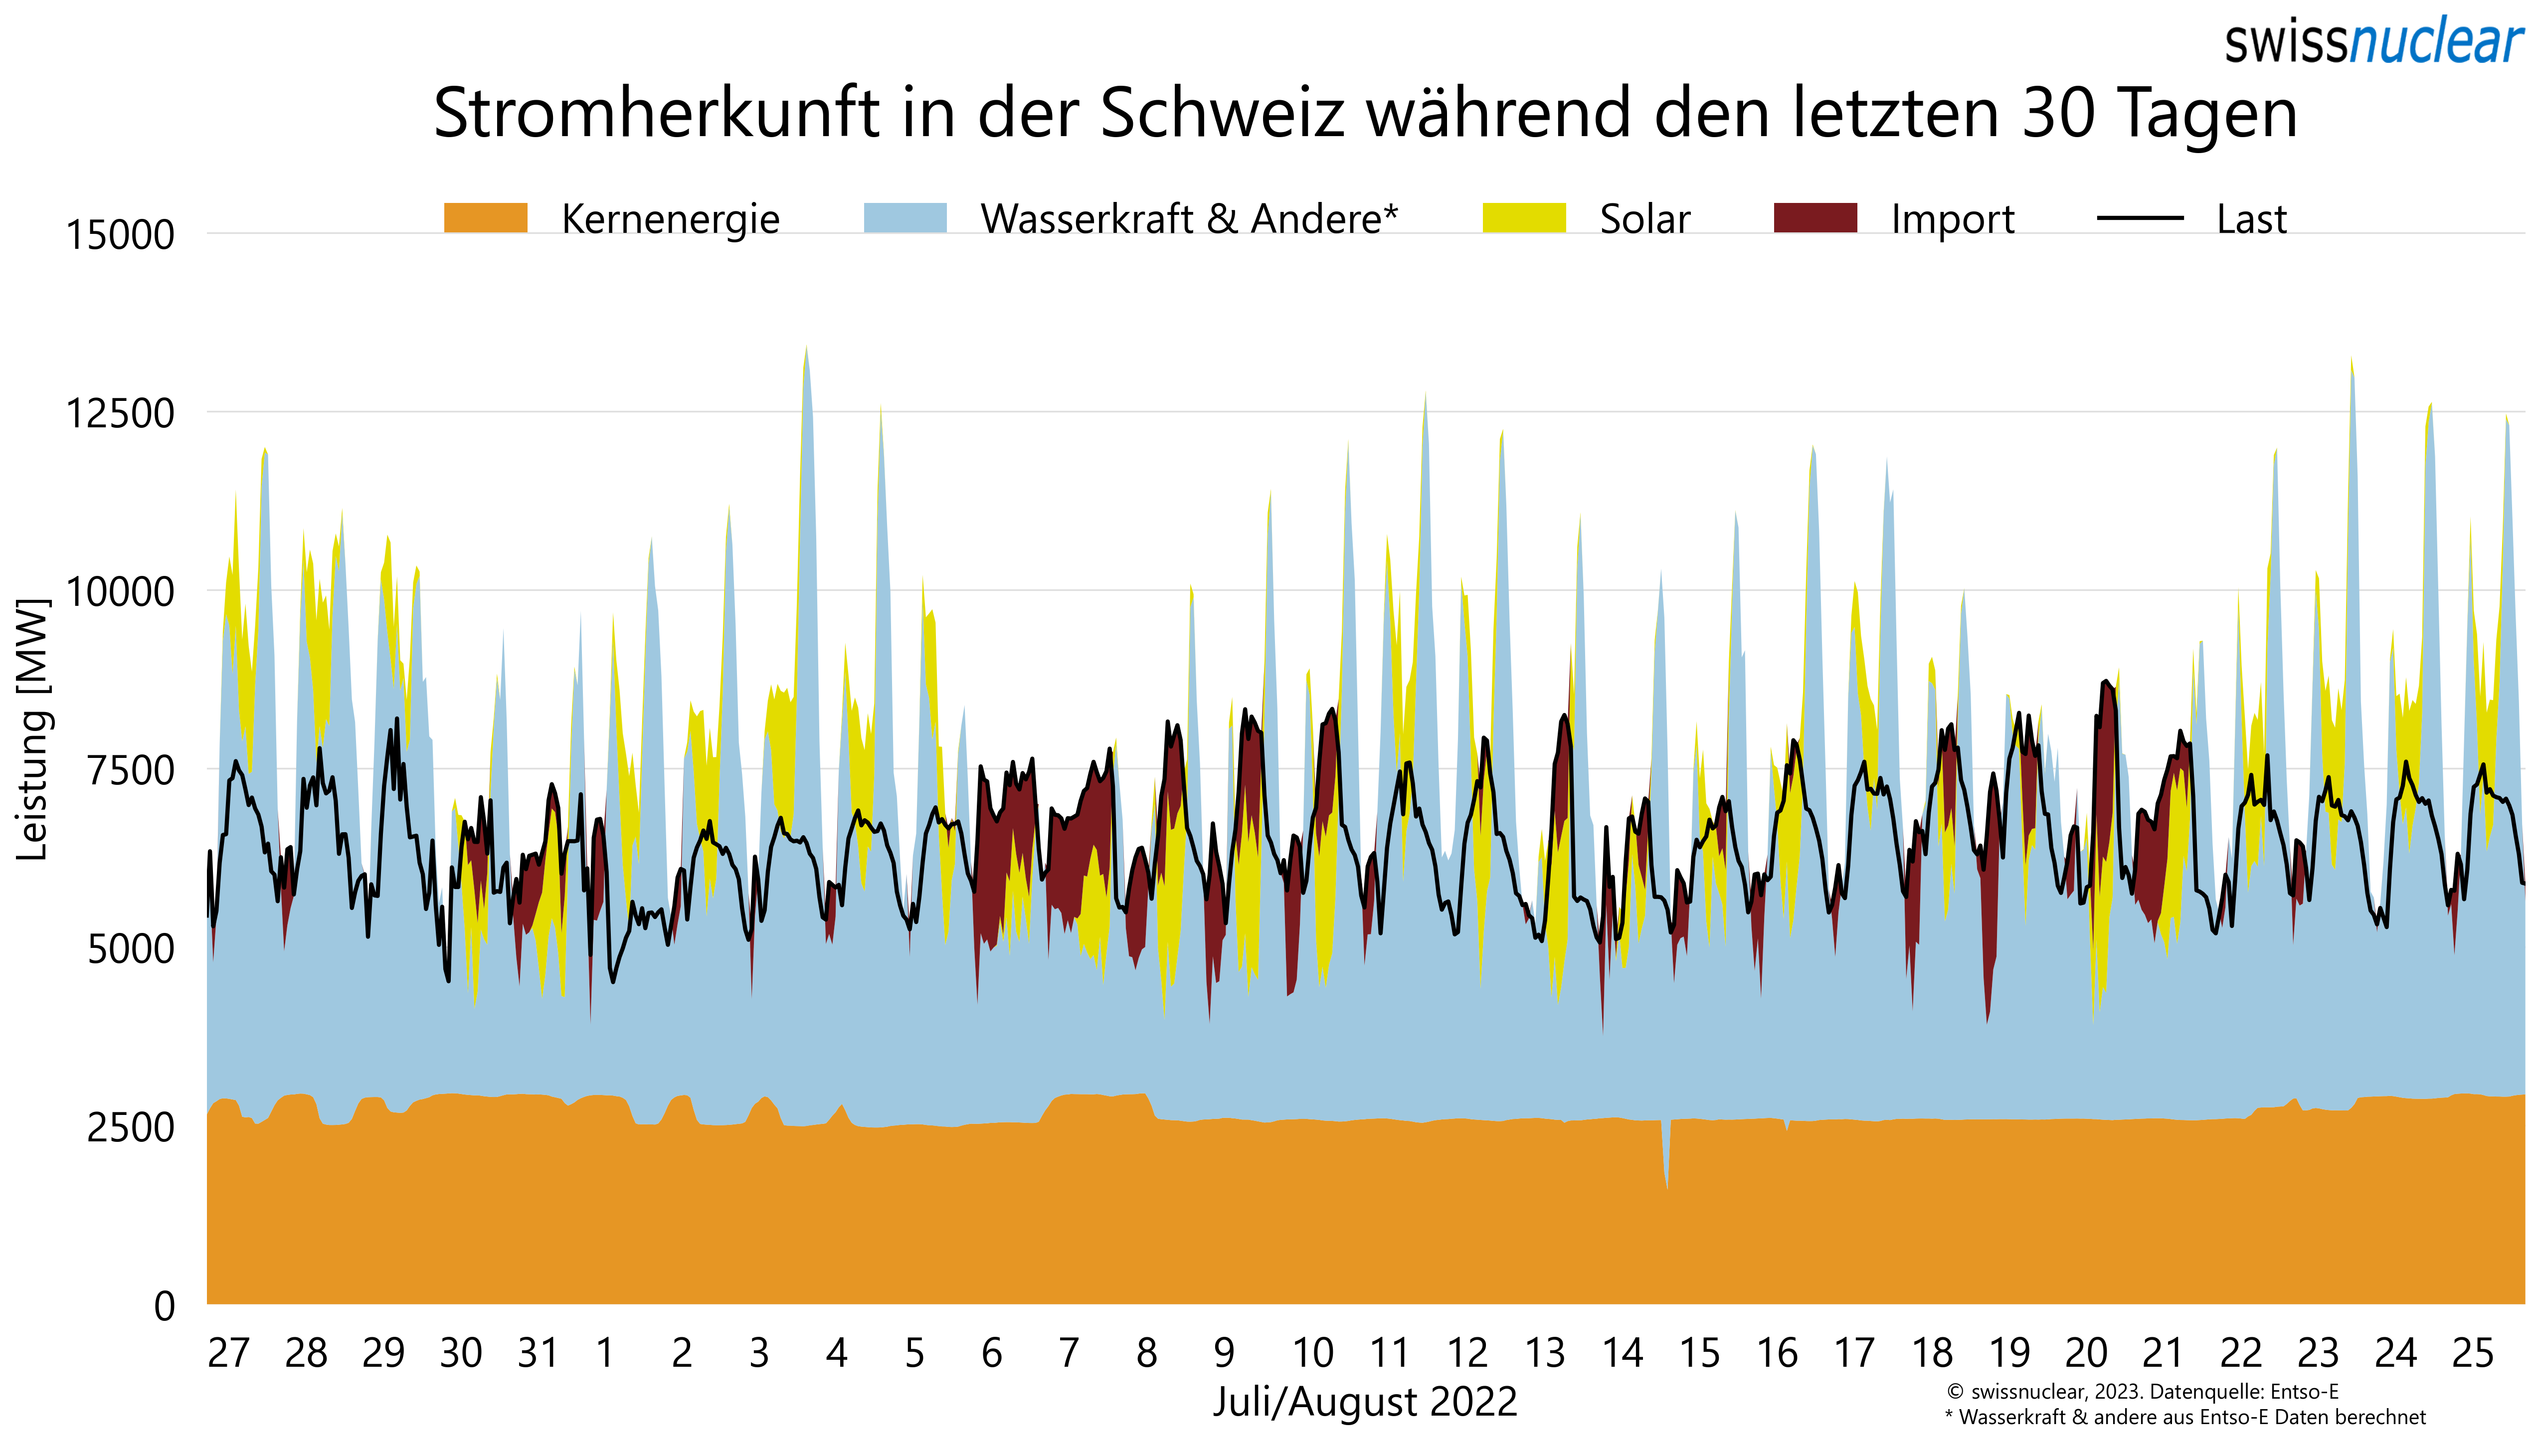 swissnuclear
Stromherkunft in der Schweiz während den letzten 30 Tagen
Kernenergie Wasserkraft & Andere* Solar Import Last
15000
12500
10000
7500
5000
2500
0
Leistung [MW]
27 28 29 30 31 1 2 3 4 5 6 7 8 9 10 11 12 13 14 15 16 17 18 19 20 21 22 23 24 25
Juli/August 2022
© swissnuclear, 2023. Datenquelle: Entso-E
* Wasserkraft & andere aus Entso-E Daten berechnet